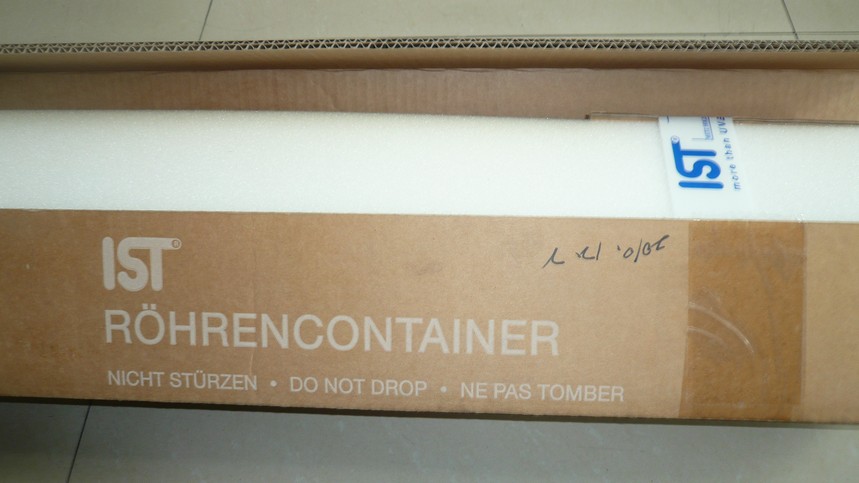 IST®
more than UV
IST®
RÖHRENCONTAINER
NICHT STÜRZEN • DO NOT DROP • NE PAS TOMBER